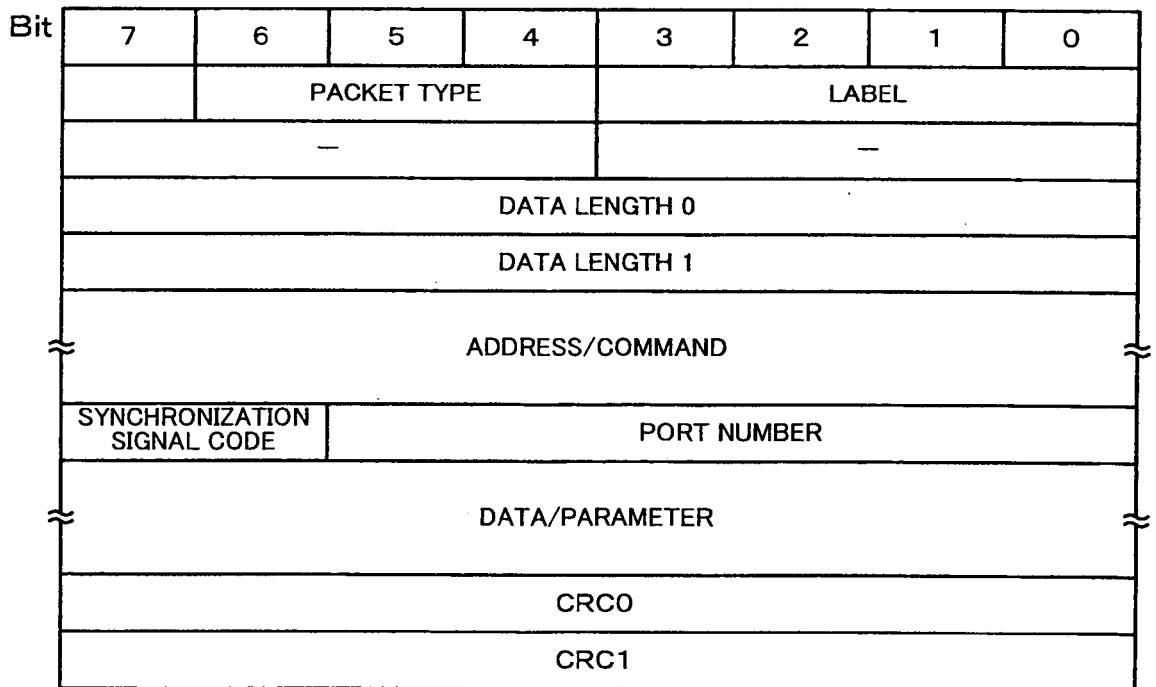 Bit 7 6 5 4 3 2 1 0
PACKET TYPE LABEL
— —
DATA LENGTH 0
DATA LENGTH 1
ADDRESS/COMMAND
SYNCHRONIZATION
SIGNAL CODE PORT NUMBER
DATA/PARAMETER
CRC0
CRC1